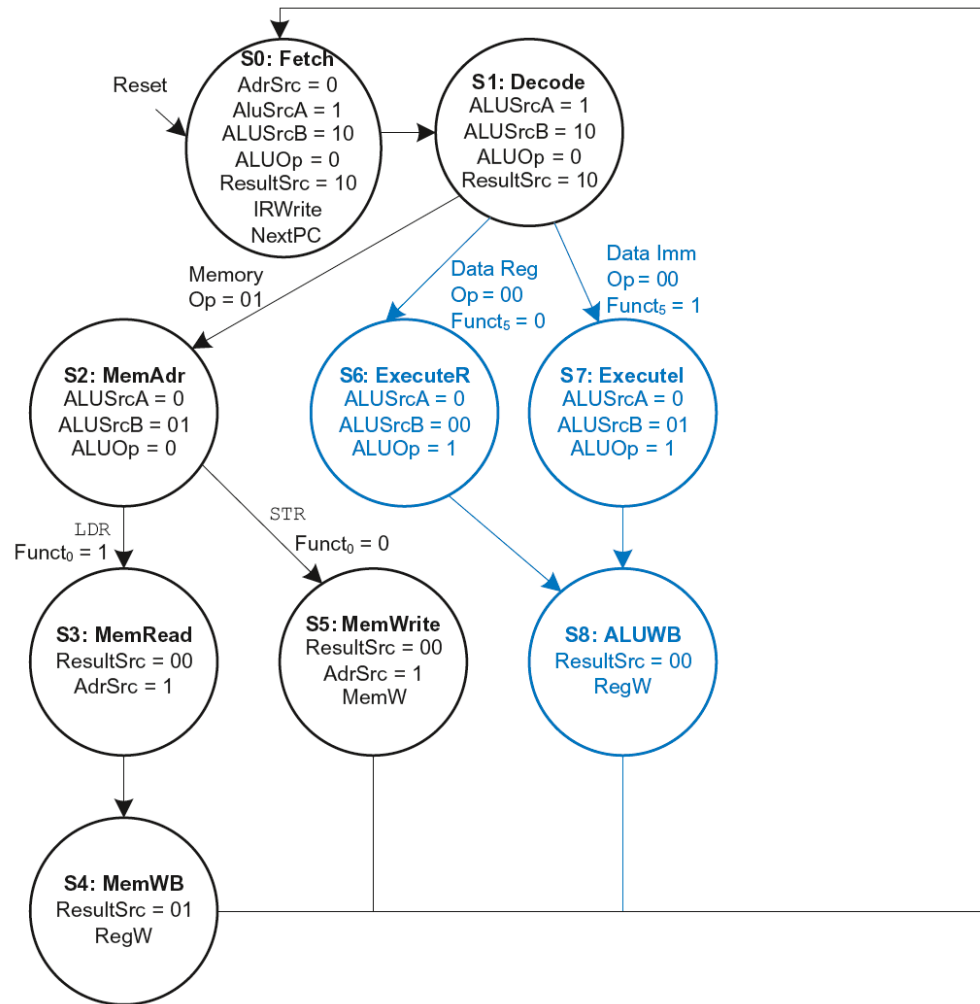 Reset
S0: Fetch
AdrSrc = 0
AluSrcA = 1
ALUSrcB = 10
ALUOp = 0
ResultSrc = 10
IRWrite
NextPC
S1: Decode
ALUSrcA = 1
ALUSrcB = 10
ALUOp = 0
ResultSrc = 10
Memory
Op = 01
Data Reg
Op = 00
Funct₅ = 0
Data Imm
Op = 00
Funct₅ = 1
S2: MemAdr
ALUSrcA = 0
ALUSrcB = 01
ALUOp = 0
S6: ExecuteR
ALUSrcA = 0
ALUSrcB = 00
ALUOp = 1
S7: ExecuteI
ALUSrcA = 0
ALUSrcB = 01
ALUOp = 1
LDR
Funct₀ = 1
STR
Funct₀ = 0
S3: MemRead
ResultSrc = 00
AdrSrc = 1
S5: MemWrite
ResultSrc = 00
AdrSrc = 1
MemW
S8: ALUWB
ResultSrc = 00
RegW
S4: MemWB
ResultSrc = 01
RegW